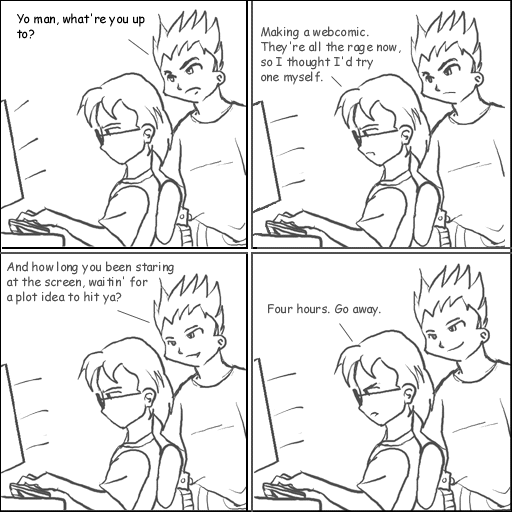 Yo man, what're you up
to?
Making a webcomic.
They're all the rage now,
so I thought I'd try
one myself.
And how long you been staring
at the screen, waitin' for
a plot idea to hit ya?
Four hours. Go away.